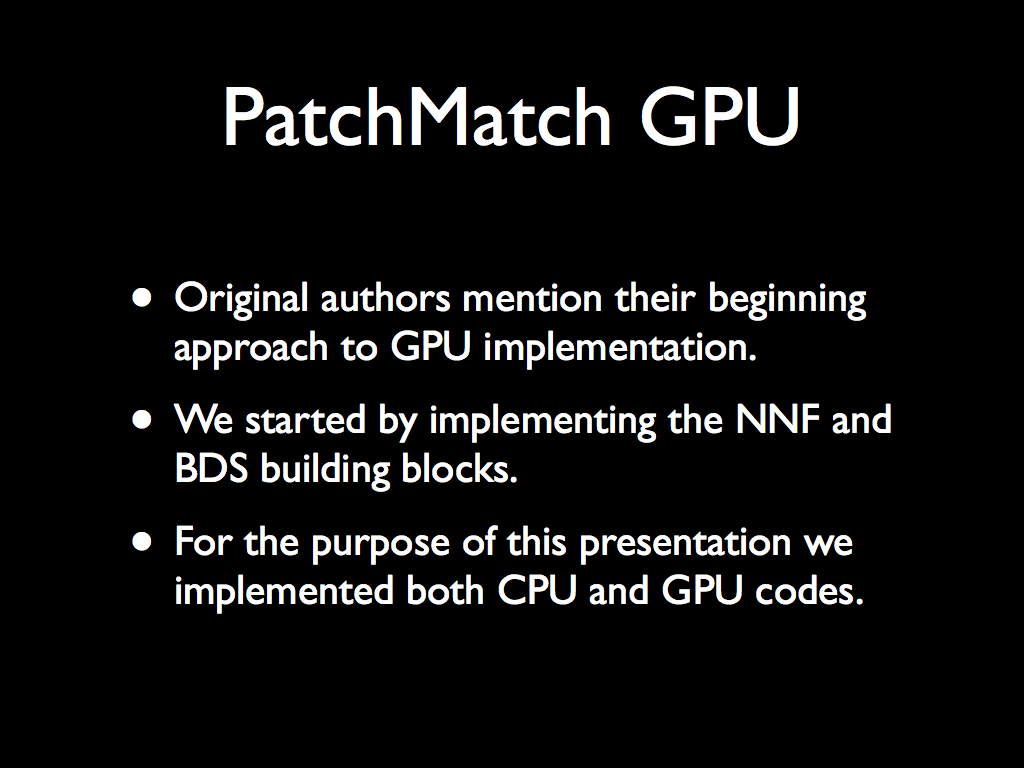 PatchMatch GPU
• Original authors mention their beginning
approach to GPU implementation.
• We started by implementing the NNF and
BDS building blocks.
• For the purpose of this presentation we
implemented both CPU and GPU codes.